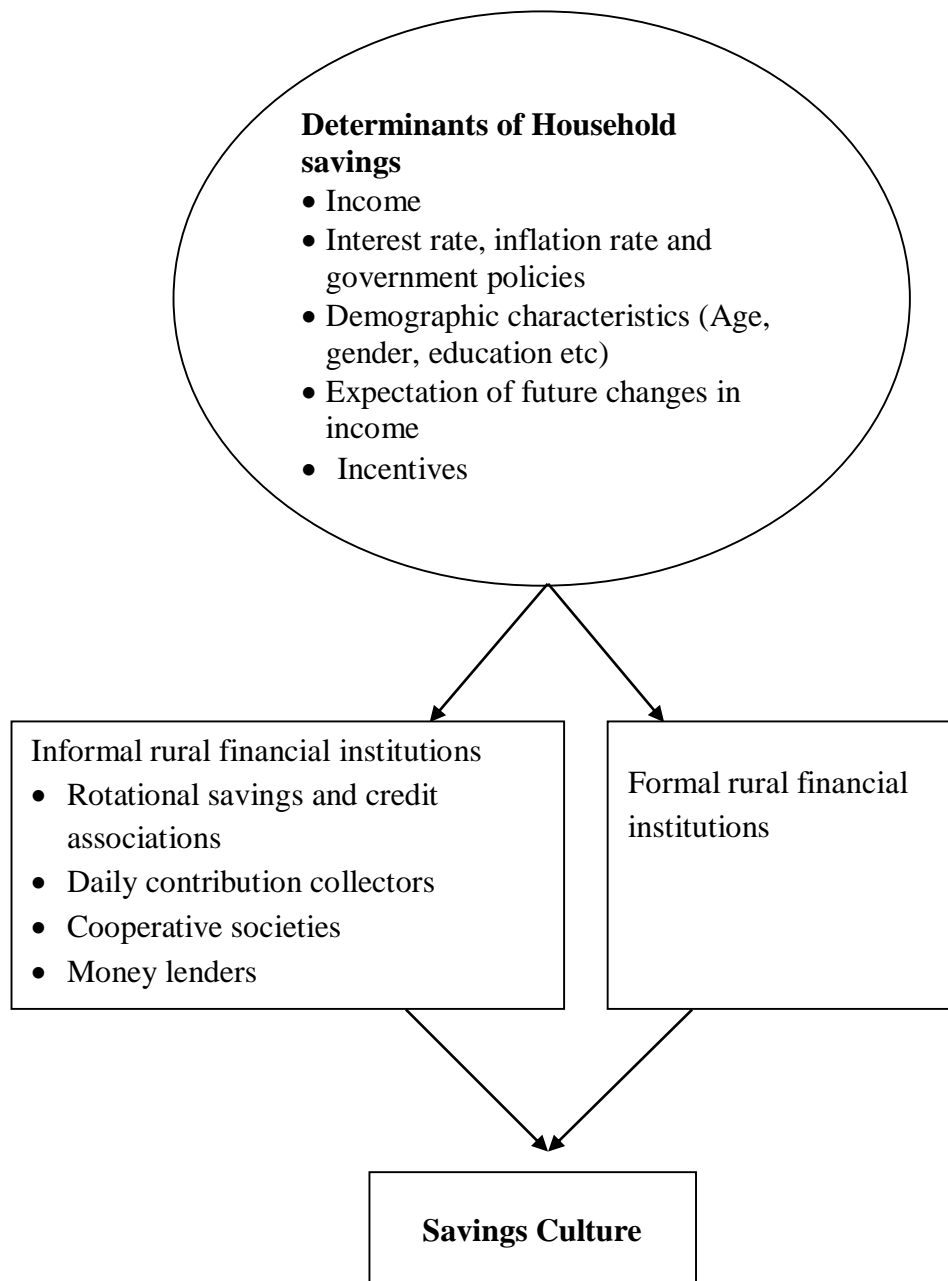 Determinants of Household
savings
• Income
• Interest rate, inflation rate and
government policies
• Demographic characteristics (Age,
gender, education etc)
• Expectation of future changes in
income
• Incentives
Informal rural financial institutions
• Rotational savings and credit
associations
• Daily contribution collectors
• Cooperative societies
• Money lenders
Formal rural financial
institutions
Savings Culture